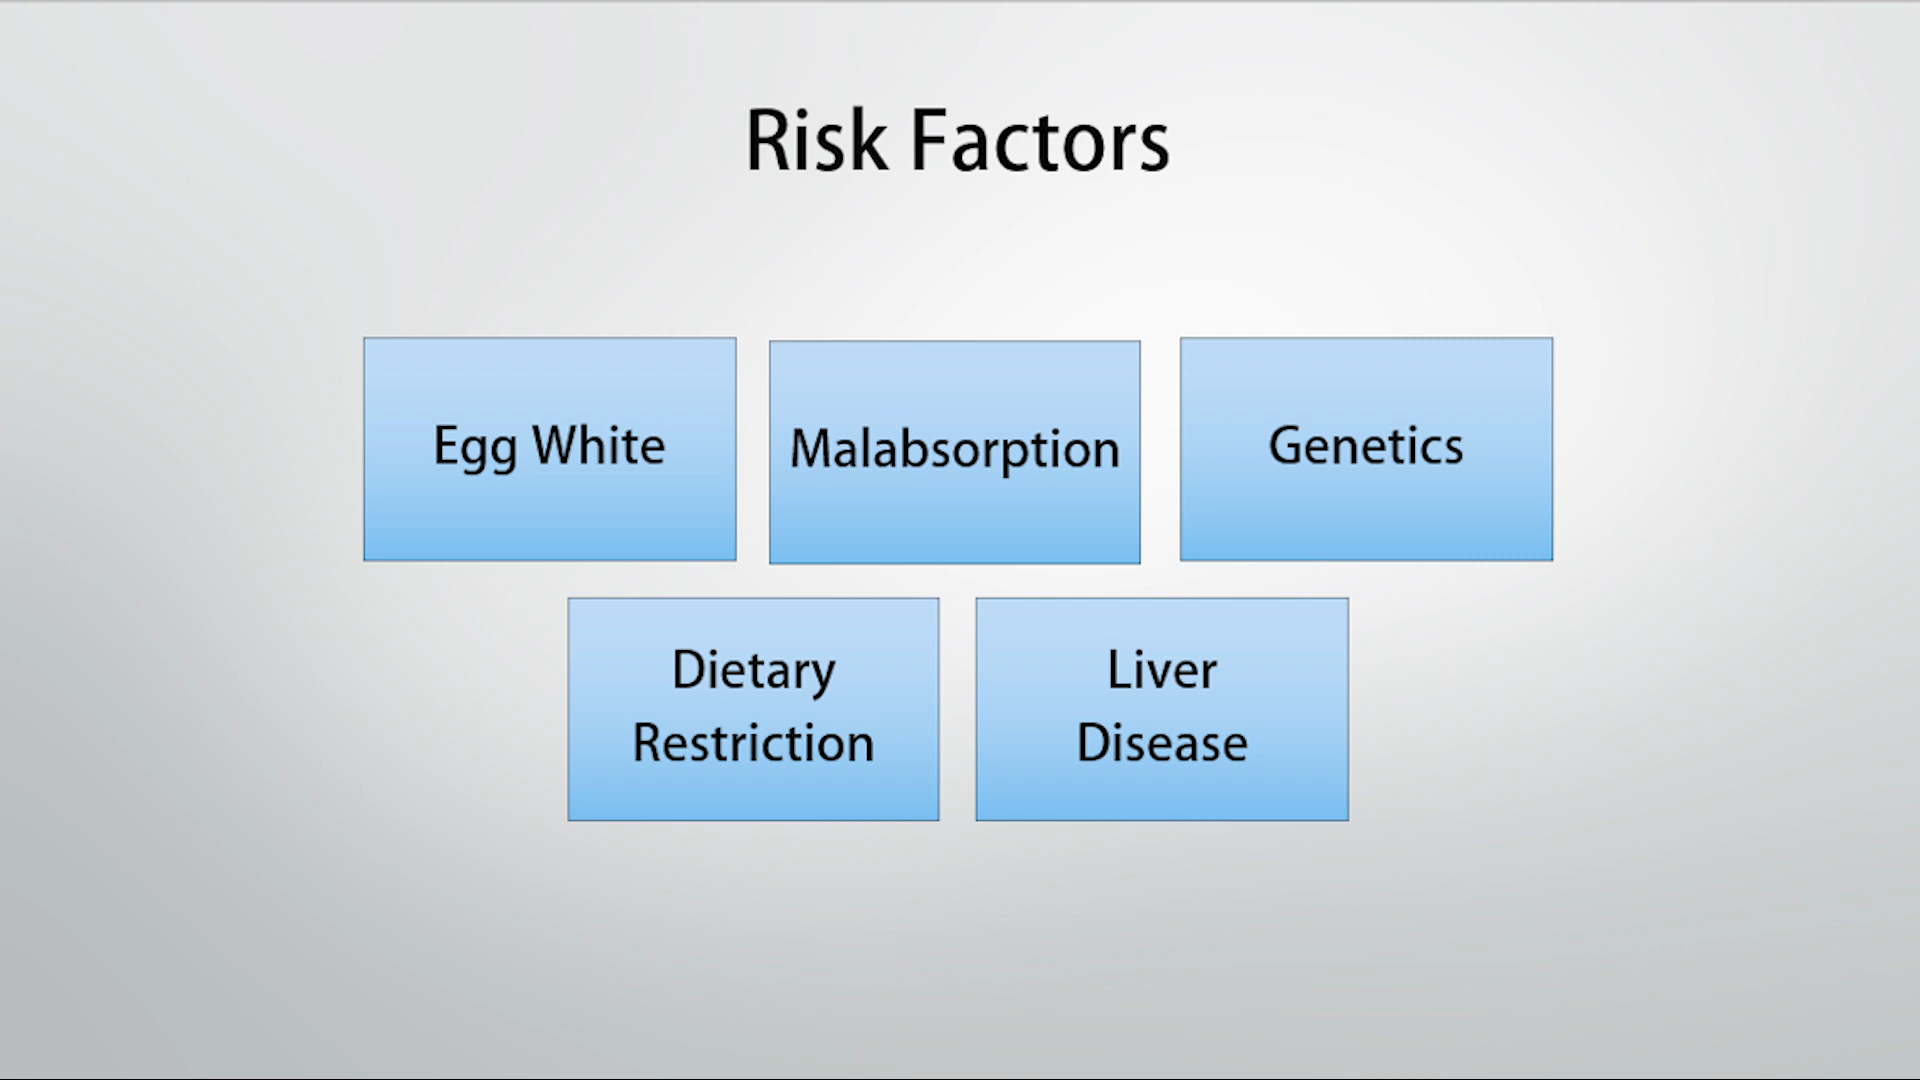 Risk Factors
Egg White
Malabsorption
Genetics
Dietary
Restriction
Liver
Disease